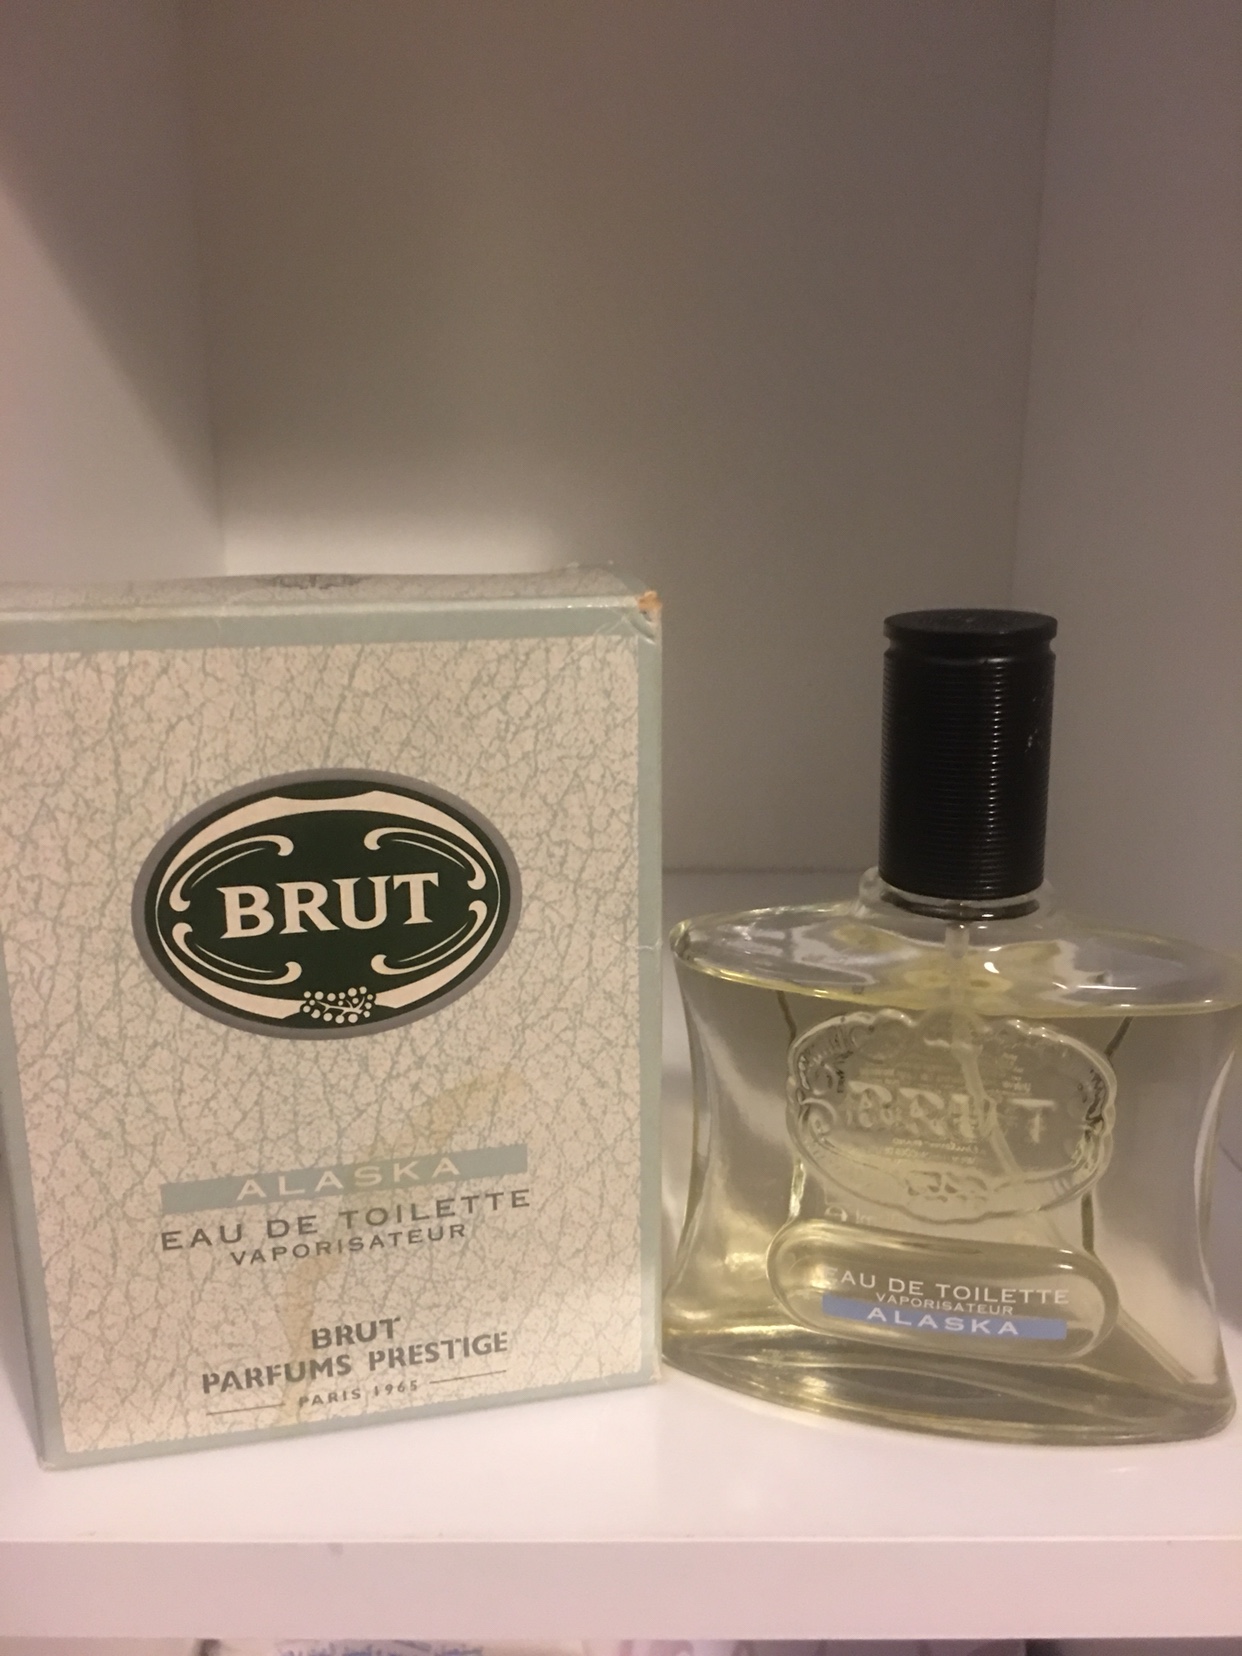 BRUT
ALASKA
EAU DE TOILETTE
VAPORISATEUR
BRUT
PARFUMS PRESTIGE
PARIS 1965
BRUT
EAU DE TOILETTE
VAPORISATEUR
ALASKA